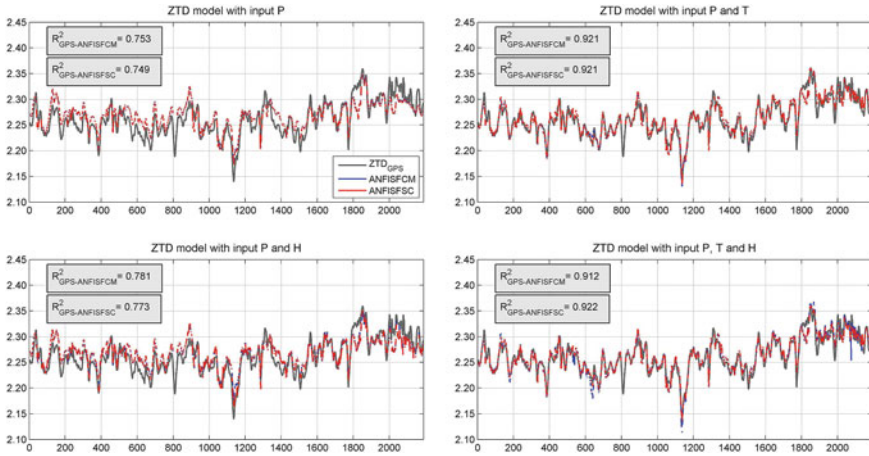 ZTD model with input P
2.45
2.40
2.35
2.30
2.25
2.20
2.15
2.10
R²GPS-ANFISFCM= 0.753
R²GPS-ANFISFSC= 0.749
ZTDGPS
ANFISFCM
ANFISFSC
0 200 400 600 800 1000 1200 1400 1600 1800 2000
ZTD model with input P and T
2.45
2.40
2.35
2.30
2.25
2.20
2.15
2.10
R²GPS-ANFISFCM= 0.921
R²GPS-ANFISFSC= 0.921
0 200 400 600 800 1000 1200 1400 1600 1800 2000
ZTD model with input P and H
2.45
2.40
2.35
2.30
2.25
2.20
2.15
2.10
R²GPS-ANFISFCM= 0.781
R²GPS-ANFISFSC= 0.773
0 200 400 600 800 1000 1200 1400 1600 1800 2000
ZTD model with input P, T and H
2.45
2.40
2.35
2.30
2.25
2.20
2.15
2.10
R²GPS-ANFISFCM= 0.912
R²GPS-ANFISFSC= 0.922
0 200 400 600 800 1000 1200 1400 1600 1800 2000